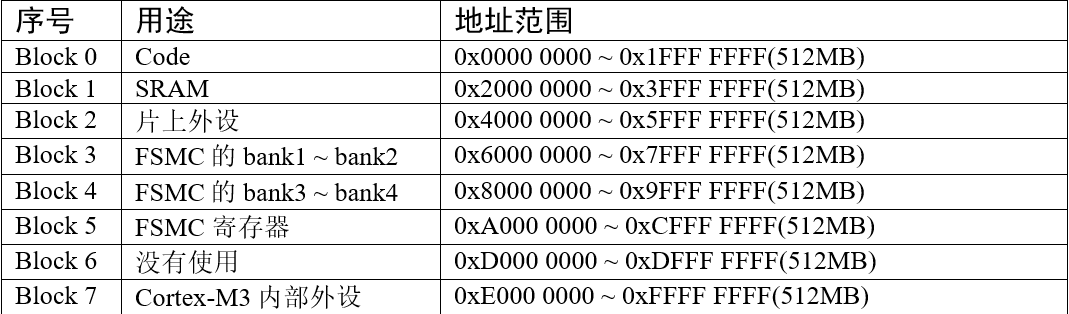 序号 用途 地址范围
Block 0 Code 0x0000 0000 ~ 0x1FFF FFFF(512MB)
Block 1 SRAM 0x2000 0000 ~ 0x3FFF FFFF(512MB)
Block 2 片上外设 0x4000 0000 ~ 0x5FFF FFFF(512MB)
Block 3 FSMC 的 bank1 ~ bank2 0x6000 0000 ~ 0x7FFF FFFF(512MB)
Block 4 FSMC 的 bank3 ~ bank4 0x8000 0000 ~ 0x9FFF FFFF(512MB)
Block 5 FSMC 寄存器 0xA000 0000 ~ 0xCFFF FFFF(512MB)
Block 6 没有使用 0xD000 0000 ~ 0xDFFF FFFF(512MB)
Block 7 Cortex-M3 内部外设 0xE000 0000 ~ 0xFFFF FFFF(512MB)